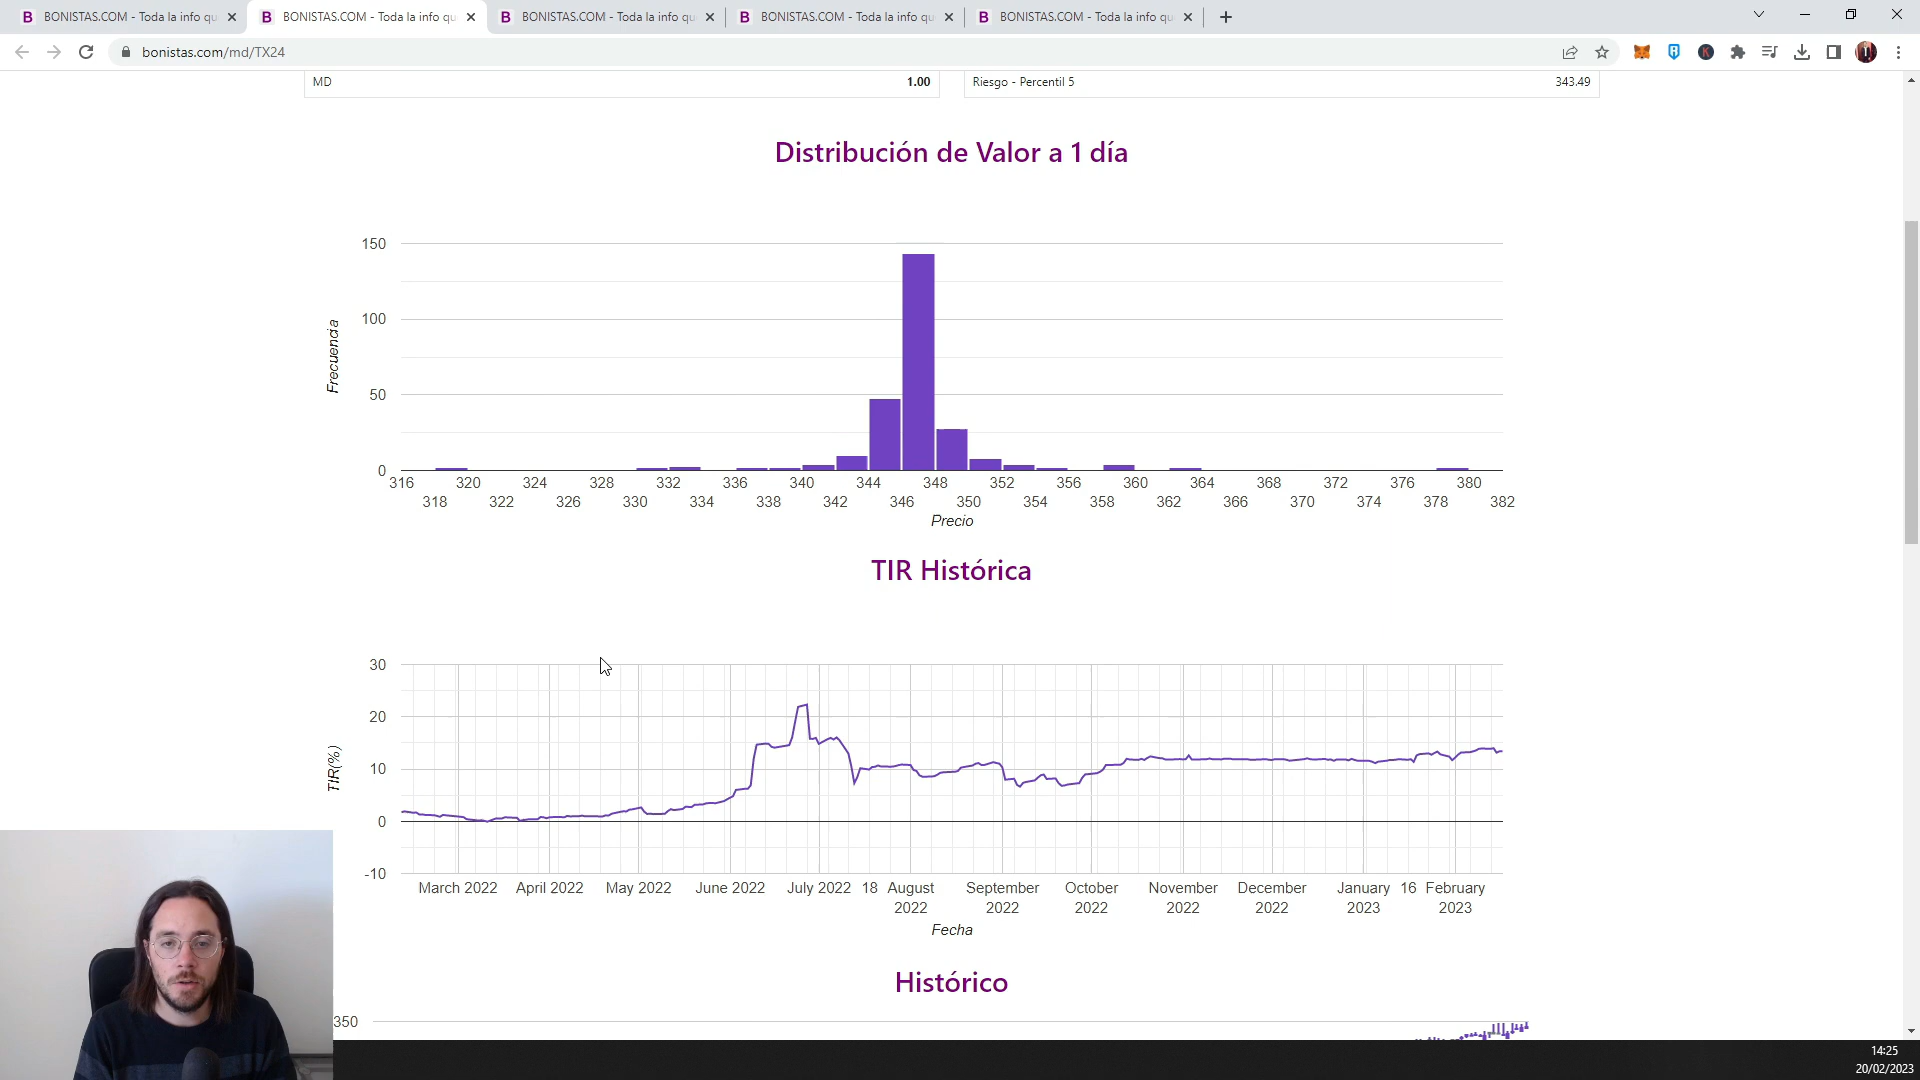 BONISTAS.COM - Toda la info qu
BONISTAS.COM - Toda la info qu
BONISTAS.COM - Toda la info qu
BONISTAS.COM - Toda la info qu
BONISTAS.COM - Toda la info qu
bonistas.com/md/TX24
MD 1.00
Riesgo - Percentil 5 343.49
Distribución de Valor a 1 día
150
100
50
0
Frecuencia
316 320 324 328 332 336 340 344 348 352 356 360 364 368 372 376 380
318 322 326 330 334 338 342 346 350 354 358 362 366 370 374 378 382
Precio
TIR Histórica
30
20
10
0
-10
TIR(%)
March 2022 April 2022 May 2022 June 2022 July 2022 18 August September October November December January 16 February
2022 2022 2022 2022 2022 2023 2023
Fecha
Histórico
350
14:25
20/02/2023